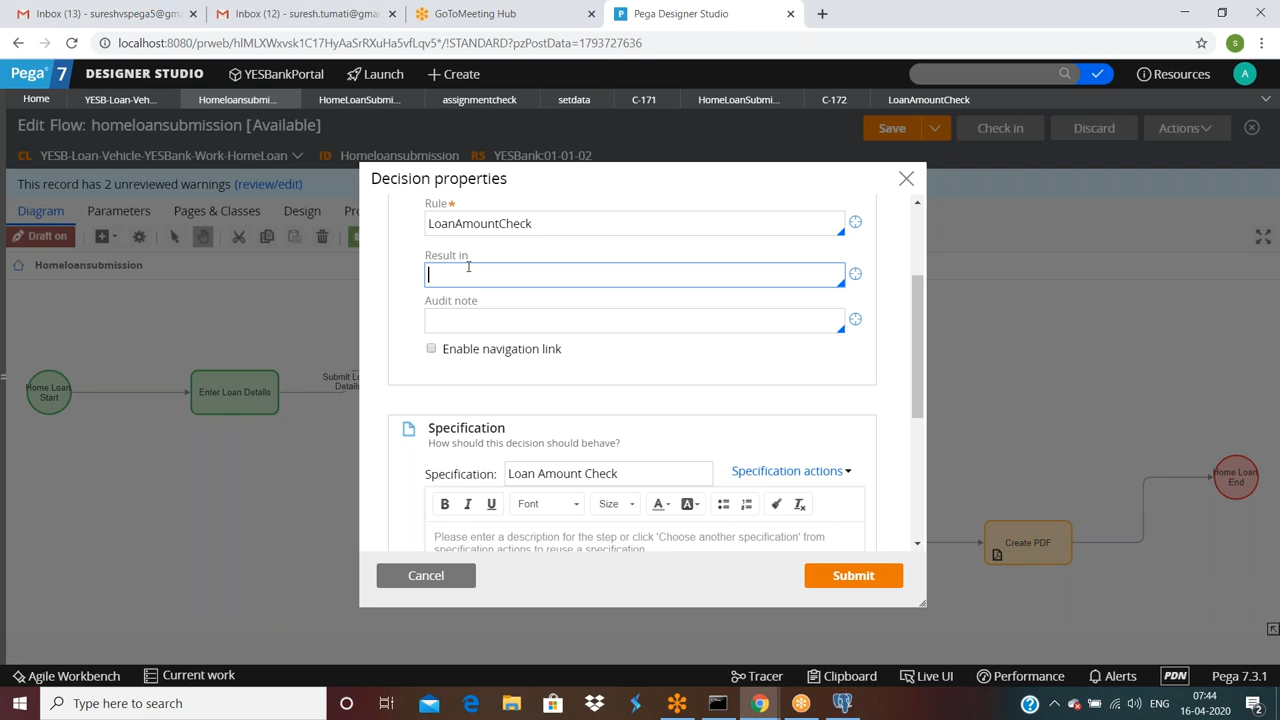 Inbox (13) - sureshvspega5@gm
Inbox (12) - suresh.tumati@gmail
GoToMeeting Hub
Pega Designer Studio
localhost:8080/prweb/hlMLXWxvsk1C17HyAaSrRXuHa5vfLqv5*/!STANDARD?pzPostData=1793727636
S
Pega 7
DESIGNER STUDIO
YESBankPortal
Launch
Create
Resources
A
Home
YESB-Loan-Veh...
Homeloansubmi...
HomeLoanSubmi...
assignmentcheck
setdata
C-171
HomeLoanSubmi...
C-172
LoanAmountCheck
Edit Flow: homeloansubmission [Available]
Save
Check in
Discard
Actions
CL YESB-Loan-Vehicle-YESBank-Work-HomeLoan
ID Homeloansubmission
RS YESBank:01-01-02
This record has 2 unreviewed warnings (review/edit)
Diagram
Parameters
Pages & Classes
Design
Draft on
Homeloansubmission
Decision properties
Rule★
LoanAmountCheck
Result in
Audit note
Enable navigation link
Specification
How should this decision should behave?
Specification: Loan Amount Check
Specification actions
B I U Font Size A A
Please enter a description for the step or click 'Choose another specification' from
specification actions to reuse a specification
Cancel
Submit
Home Loan
Start
Enter Loan Details
Submit Lo
Details
Create PDF
Home Loan
End
Agile Workbench
Current work
Tracer
Clipboard
Live UI
Performance
Alerts
PDN
Pega 7.3.1
Type here to search
ENG
07:44
16-04-2020
2